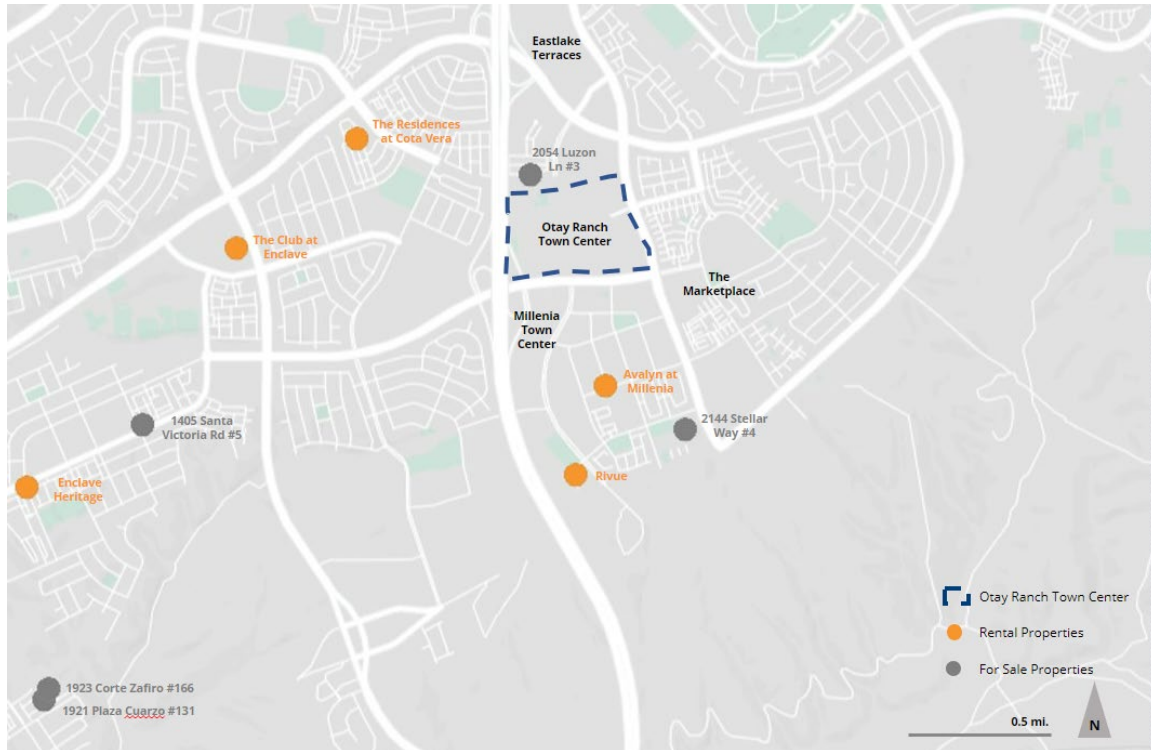 Eastlake
Terraces
The Residences
at Cota Vera
2054 Luzon
Ln #3
Otay Ranch
Town Center
The Club at
Enclave
The
Marketplace
Millenia
Town
Center
Avalyn at
Millenia
1405 Santa
Victoria Rd #5
2144 Stellar
Way #4
Enclave
Heritage
Rivue
Otay Ranch Town Center
Rental Properties
For Sale Properties
1923 Corte Zafiro #166
1921 Plaza Cuarzo #131
0.5 mi.
N